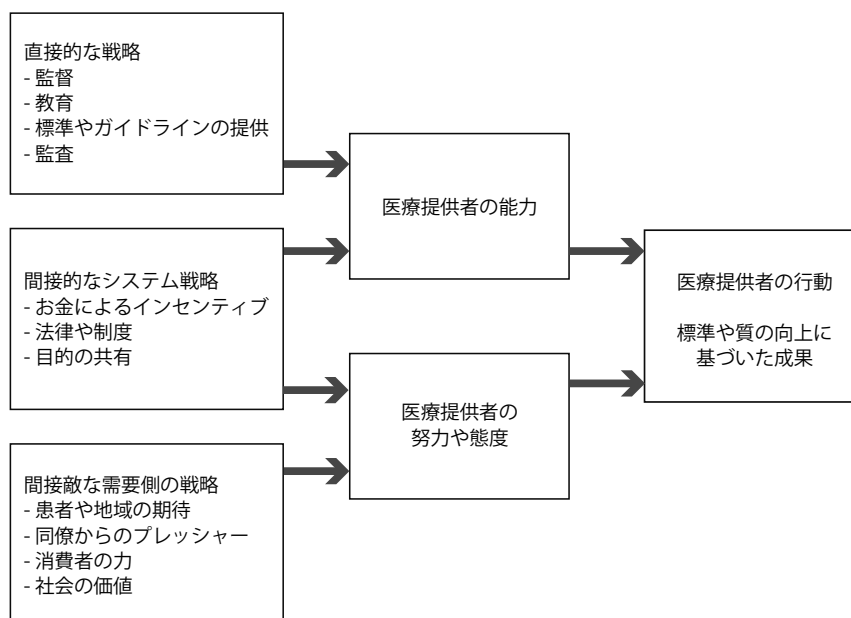 直接的な戦略
- 監督
- 教育
- 標準やガイドラインの提供
- 監査
間接的なシステム戦略
- お金によるインセンティブ
- 法律や制度
- 目的の共有
間接敵な需要側の戦略
- 患者や地域の期待
- 同僚からのプレッシャー
- 消費者の力
- 社会の価値
医療提供者の能力
医療提供者の
努力や態度
医療提供者の行動
標準や質の向上に
基づいた成果